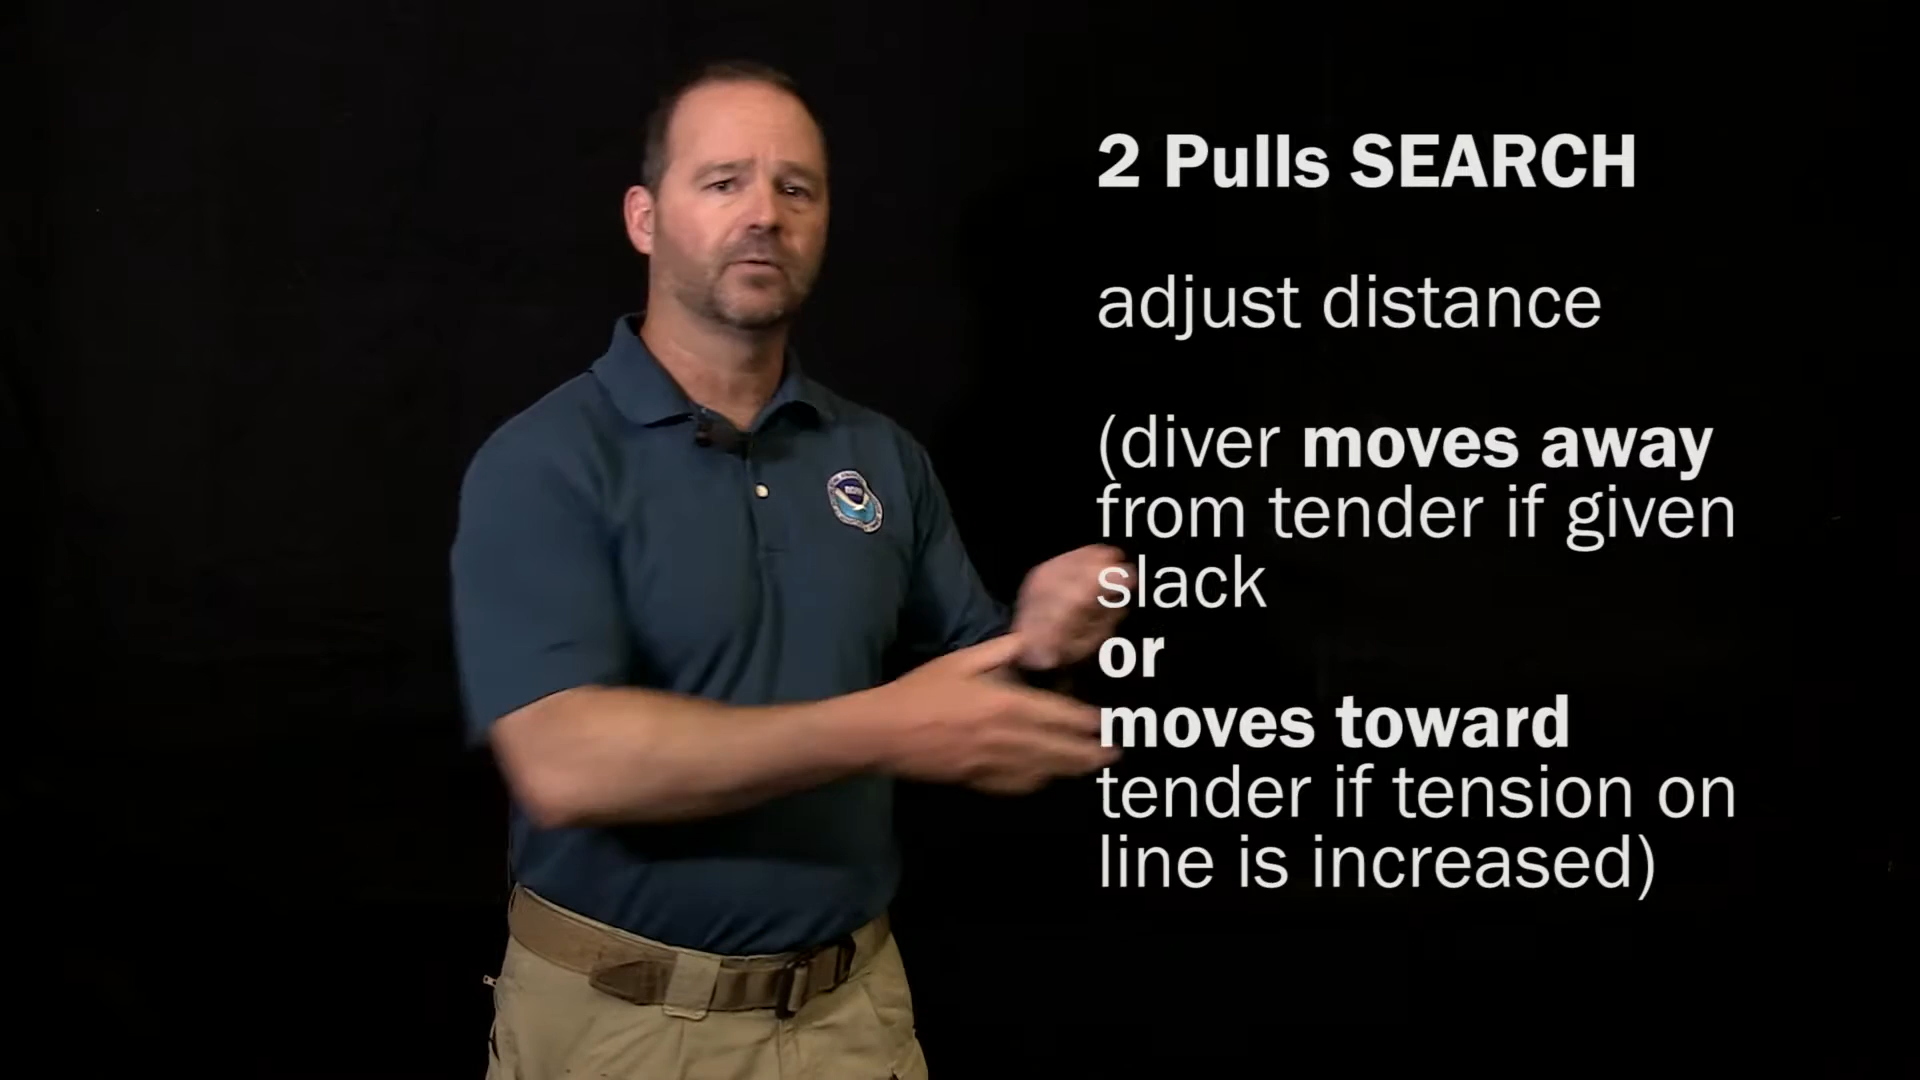 2 Pulls SEARCH
adjust distance
(diver moves away
from tender if given
slack
or
moves toward
tender if tension on
line is increased)